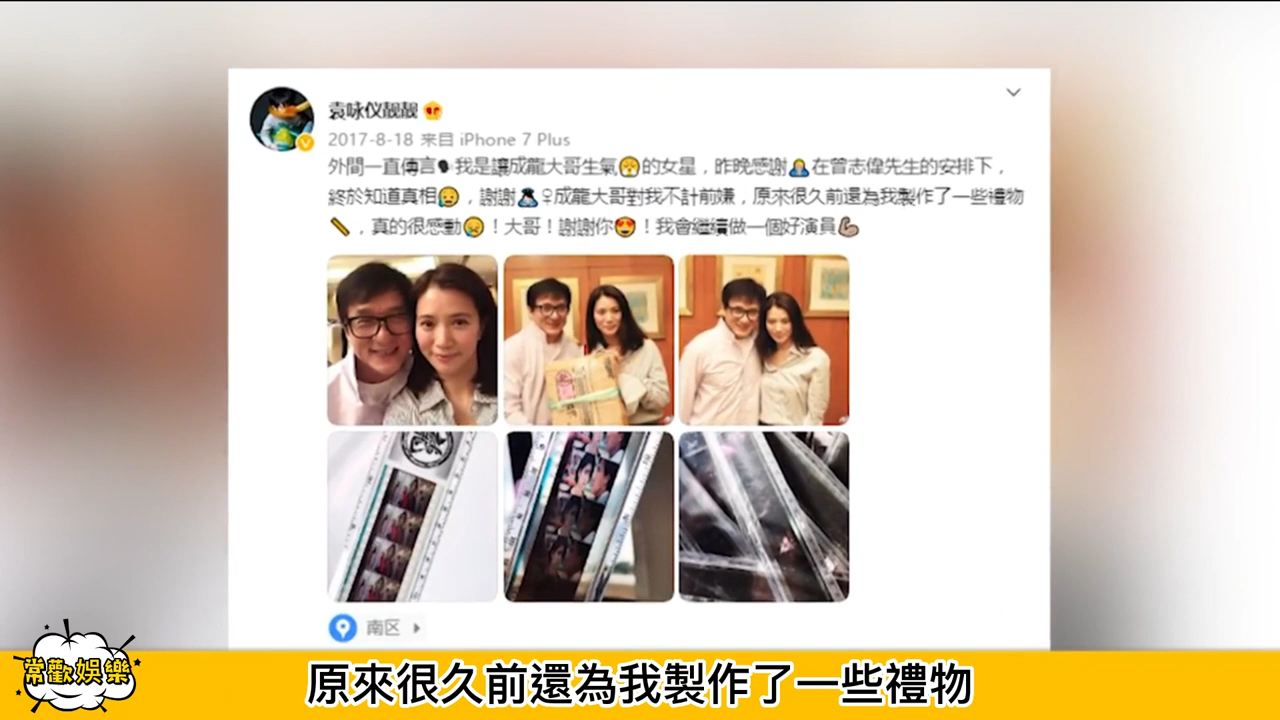 袁咏仪靓靓
2017-8-18 来自 iPhone 7 Plus
外間一直傳言🗣我是讓成龍大哥生氣😤的女星，昨晚感謝🙇在曾志偉先生的安排下，
終於知道真相😥，謝謝🙇♀成龍大哥對我不計前嫌，原來很久前還為我製作了一些禮物
📏，真的很感動😢！大哥！謝謝你😍！我會繼續做一個好演員💪🏽
南区
常歡娛樂
原來很久前還為我製作了一些禮物